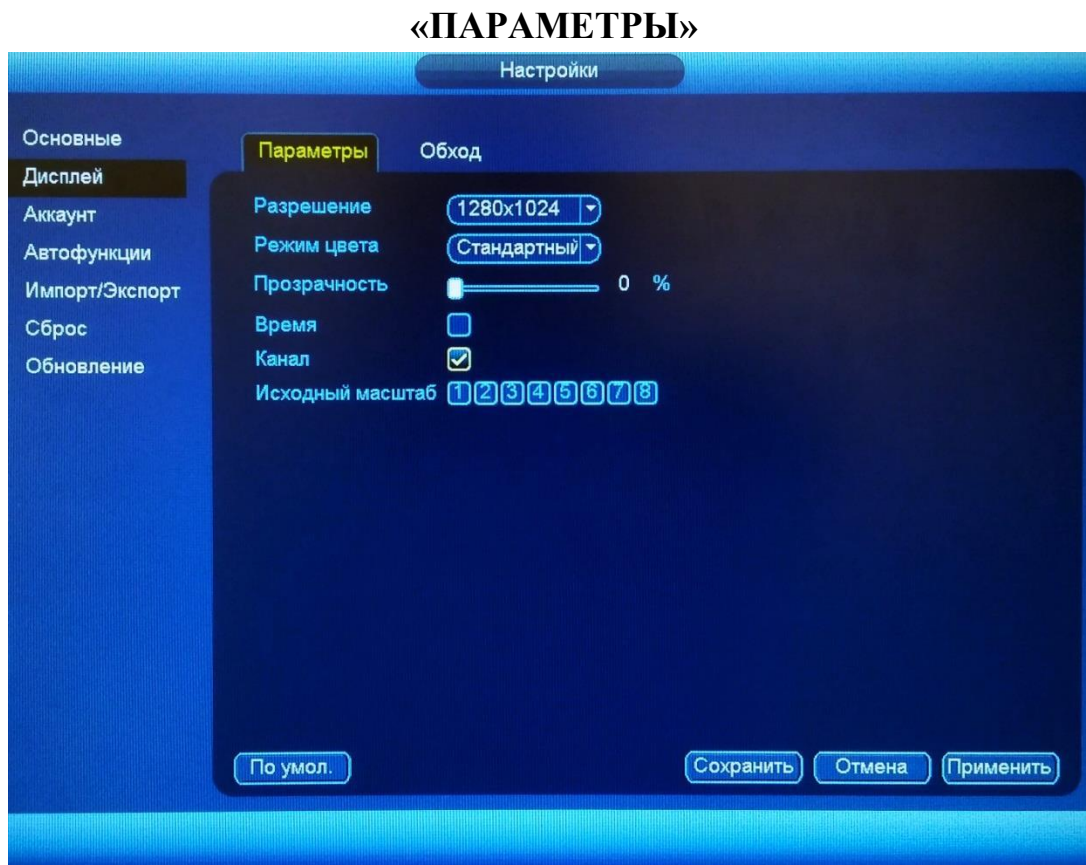 «ПАРАМЕТРЫ»
Настройки
Основные
Дисплей
Аккаунт
Автофункции
Импорт/Экспорт
Сброс
Обновление
Параметры Обход
Разрешение 1280x1024
Режим цвета Стандартный
Прозрачность 0 %
Время
Канал
Исходный масштаб 1 2 3 4 5 6 7 8
По умол. Сохранить Отмена Применить